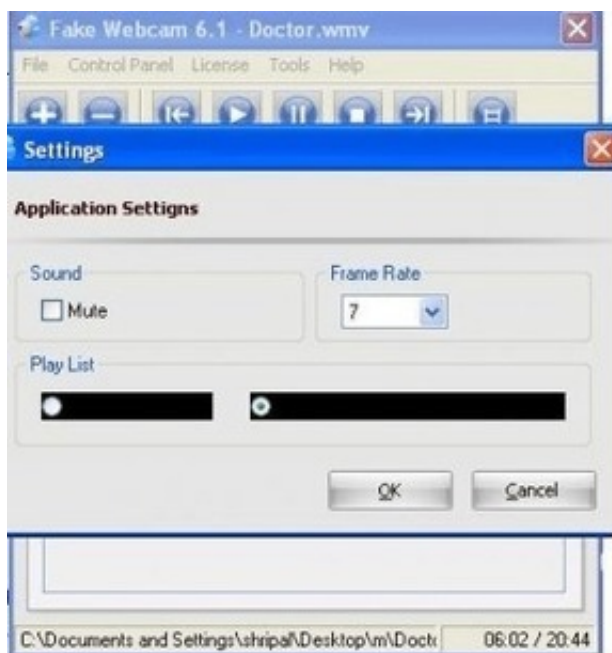 Fake Webcam 6.1 - Doctor.wmv
File Control Panel License Tools Help
Settings
Application Settigns
Sound
Frame Rate
Mute
7
Play List
OK Cancel
C:\Documents and Settings\shripal\Desktop\m\Docto 06:02 / 20:44